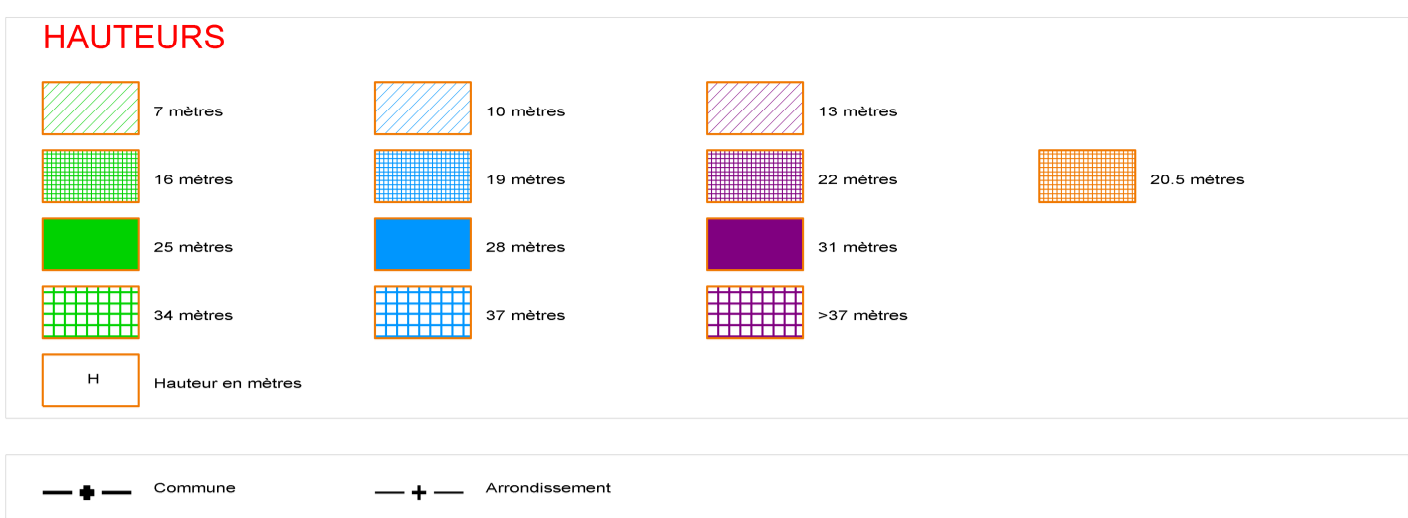 HAUTEURS
7 mètres
10 mètres
13 mètres
16 mètres
19 mètres
22 mètres
20.5 mètres
25 mètres
28 mètres
31 mètres
34 mètres
37 mètres
>37 mètres
H
Hauteur en mètres
Commune
Arrondissement